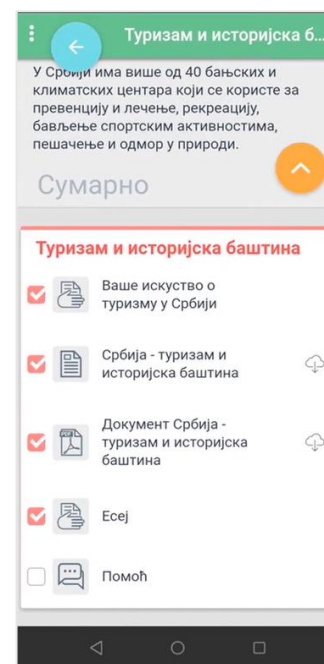 Туризам и историјска б...
У Србији има више од 40 бањских и
климатских центара који се користе за
превенцију и лечење, рекреацију,
бављење спортским активностима,
пешачење и одмор у природи.
Сумарно
Туризам и историјска баштина
Ваше искуство о
туризму у Србији
Србија - туризам и
историјска баштина
Документ Србија -
туризам и историјска
баштина
Есеј
Помоћ